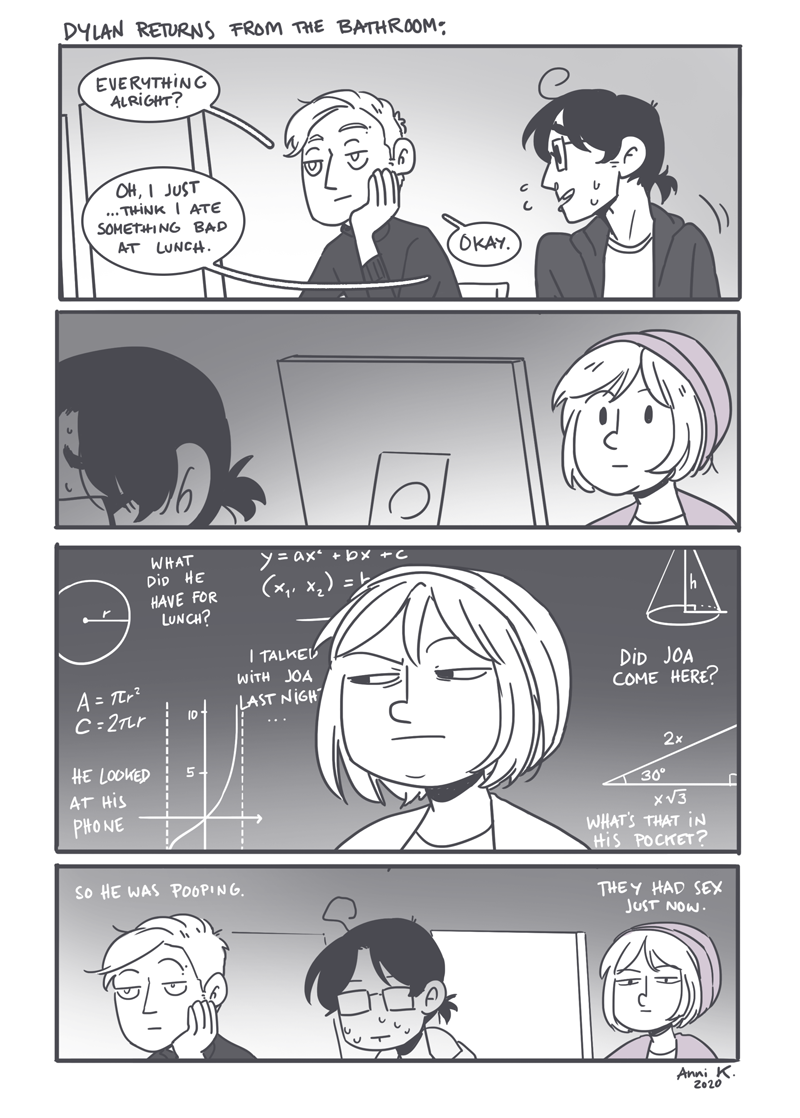 DYLAN RETURNS FROM THE BATHROOM:
EVERYTHING
ALRIGHT?
OH, I JUST
...THINK I ATE
SOMETHING BAD
AT LUNCH.
OKAY.
WHAT
DID HE
HAVE FOR
LUNCH?
y = ax² + bx + c
(x₁, x₂) =
r
I TALKED
WITH JOA
LAST NIGHT
...
h
DID JOA
COME HERE?
A = πr²
C = 2πr
10
5
HE LOOKED
AT HIS
PHONE
2x
30°
x√3
WHAT'S THAT IN
HIS POCKET?
SO HE WAS POOPING.
THEY HAD SEX
JUST NOW.
Anni K.
2020